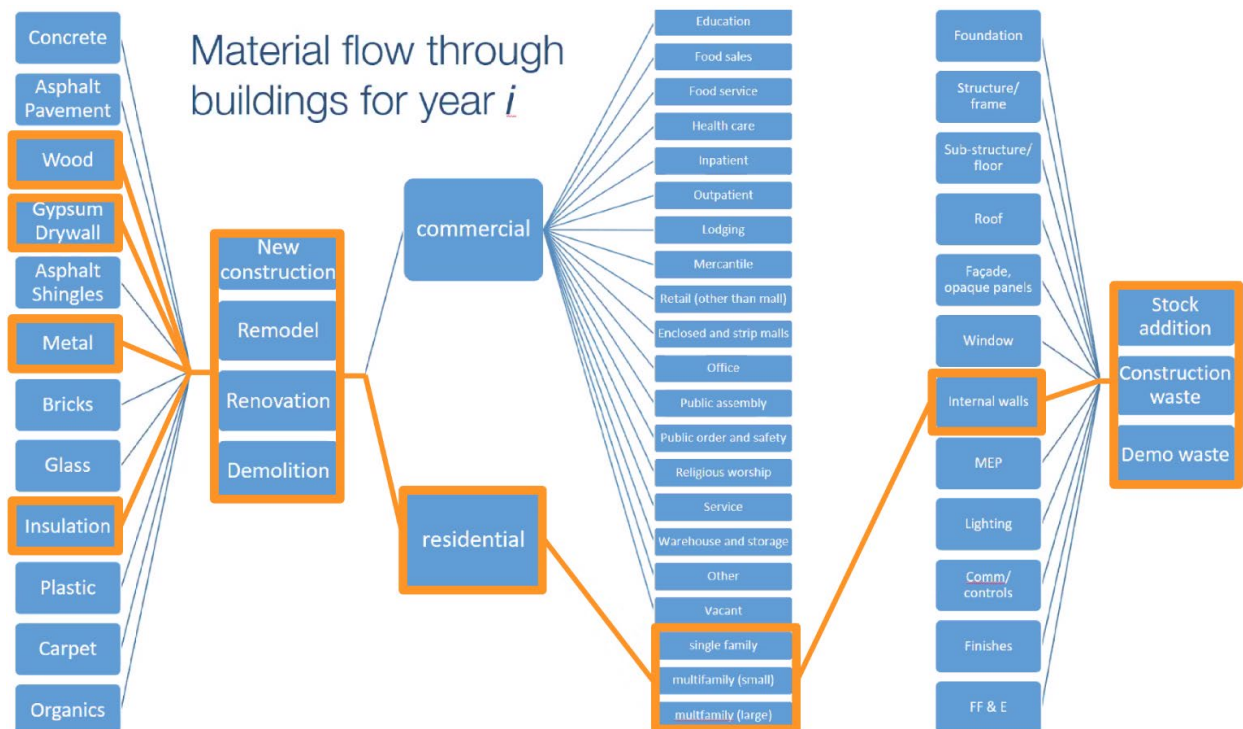 Material flow through
buildings for year i
Concrete
Asphalt
Pavement
Wood
Gypsum
Drywall
Asphalt
Shingles
Metal
Bricks
Glass
Insulation
Plastic
Carpet
Organics
New
construction
Remodel
Renovation
Demolition
commercial
residential
Education
Food sales
Food service
Health care
Inpatient
Outpatient
Lodging
Mercantile
Retail (other than mall)
Enclosed and strip malls
Office
Public assembly
Public order and safety
Religious worship
Service
Warehouse and storage
Other
Vacant
single family
multifamily (small)
multfamily (large)
Foundation
Structure/
frame
Sub-structure/
floor
Roof
Façade,
opaque panels
Window
Internal walls
MEP
Lighting
Comm/
controls
Finishes
FF & E
Stock
addition
Construction
waste
Demo waste